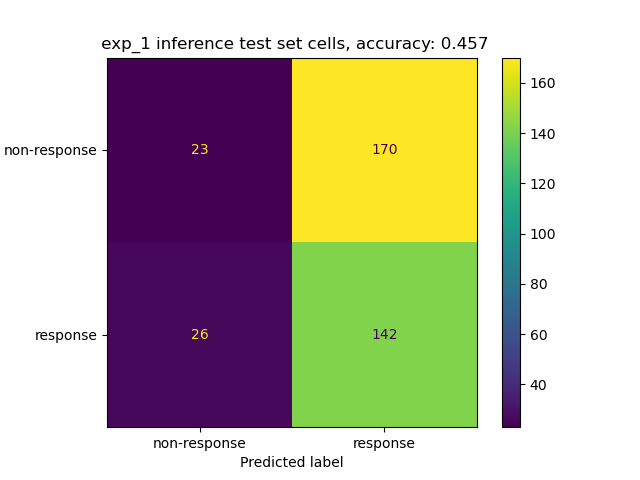 exp_1 inference test set cells, accuracy: 0.457
non-response
23
170
response
26
142
non-response
response
Predicted label
160
140
120
100
80
60
40